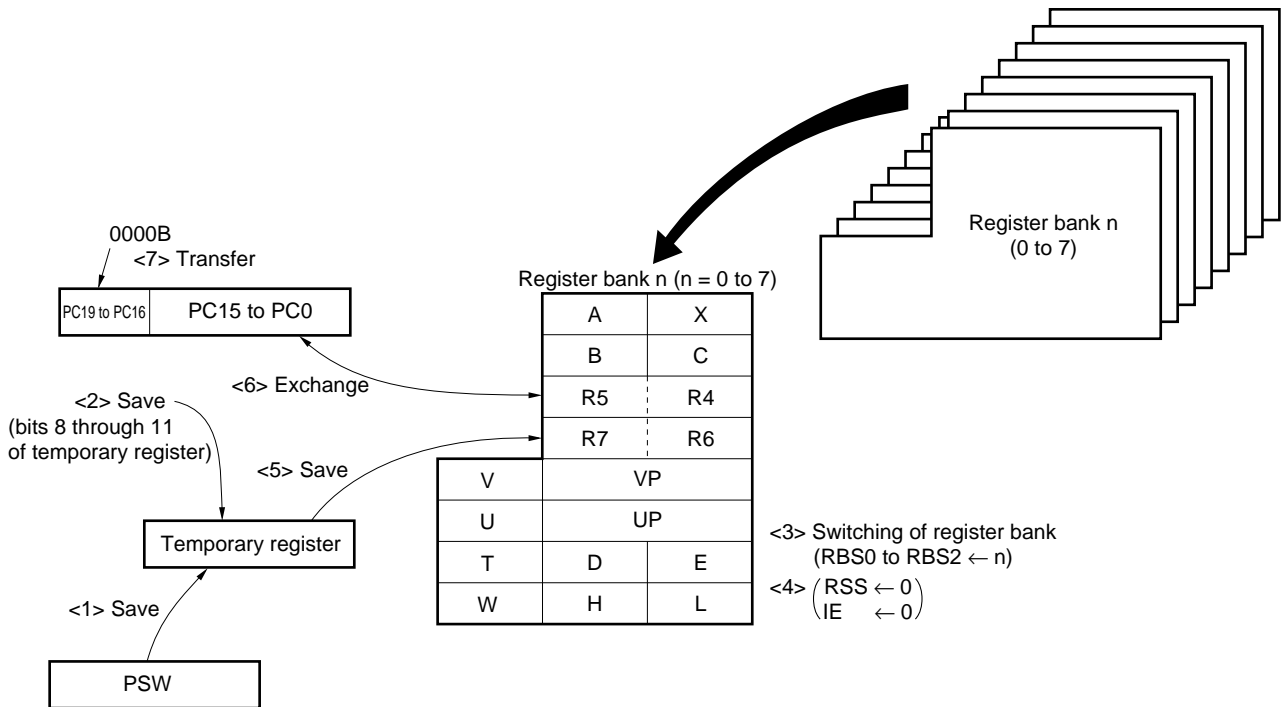 Register bank n
(0 to 7)
0000B
<7> Transfer
PC19 to PC16
PC15 to PC0
Register bank n (n = 0 to 7)
A X
B C
<6> Exchange
R5 R4
<2> Save
(bits 8 through 11
of temporary register)
R7 R6
<5> Save
V VP
U UP
<3> Switching of register bank
(RBS0 to RBS2 ← n)
Temporary register
T D E
<4> (RSS ← 0
IE ← 0)
W H L
<1> Save
PSW